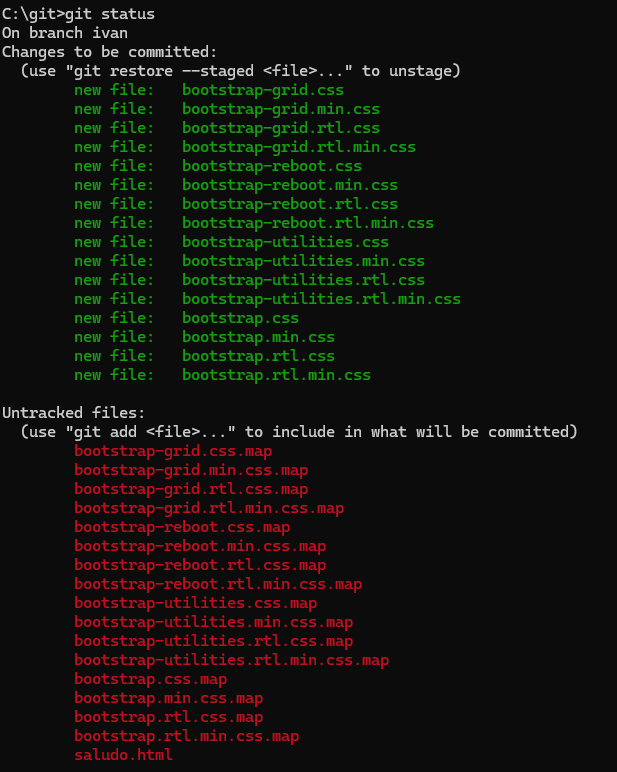 C:\git>git status
On branch ivan
Changes to be committed:
  (use "git restore --staged <file>..." to unstage)
        new file:   bootstrap-grid.css
        new file:   bootstrap-grid.min.css
        new file:   bootstrap-grid.rtl.css
        new file:   bootstrap-grid.rtl.min.css
        new file:   bootstrap-reboot.css
        new file:   bootstrap-reboot.min.css
        new file:   bootstrap-reboot.rtl.css
        new file:   bootstrap-reboot.rtl.min.css
        new file:   bootstrap-utilities.css
        new file:   bootstrap-utilities.min.css
        new file:   bootstrap-utilities.rtl.css
        new file:   bootstrap-utilities.rtl.min.css
        new file:   bootstrap.css
        new file:   bootstrap.min.css
        new file:   bootstrap.rtl.css
        new file:   bootstrap.rtl.min.css

Untracked files:
  (use "git add <file>..." to include in what will be committed)
        bootstrap-grid.css.map
        bootstrap-grid.min.css.map
        bootstrap-grid.rtl.css.map
        bootstrap-grid.rtl.min.css.map
        bootstrap-reboot.css.map
        bootstrap-reboot.min.css.map
        bootstrap-reboot.rtl.css.map
        bootstrap-reboot.rtl.min.css.map
        bootstrap-utilities.css.map
        bootstrap-utilities.min.css.map
        bootstrap-utilities.rtl.css.map
        bootstrap-utilities.rtl.min.css.map
        bootstrap.css.map
        bootstrap.min.css.map
        bootstrap.rtl.css.map
        bootstrap.rtl.min.css.map
        saludo.html